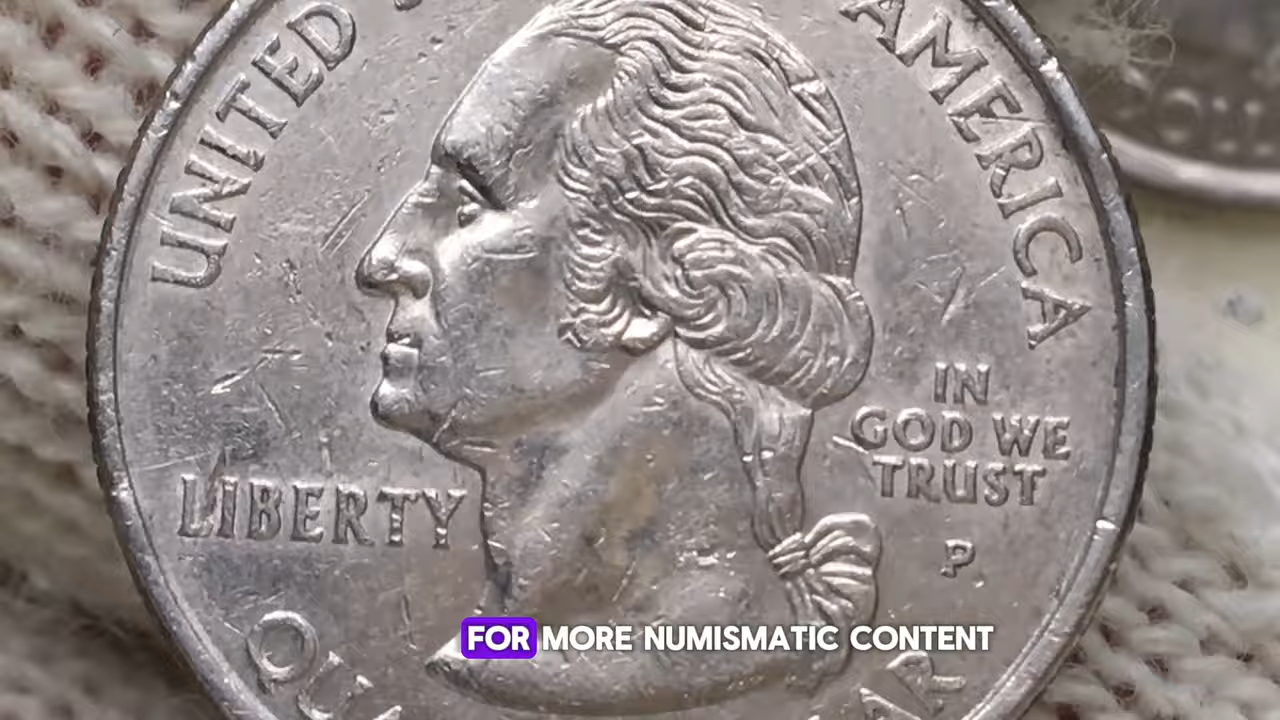 UNITED
AMERICA
IN
GOD WE
TRUST
LIBERTY
P
FOR MORE NUMISMATIC CONTENT